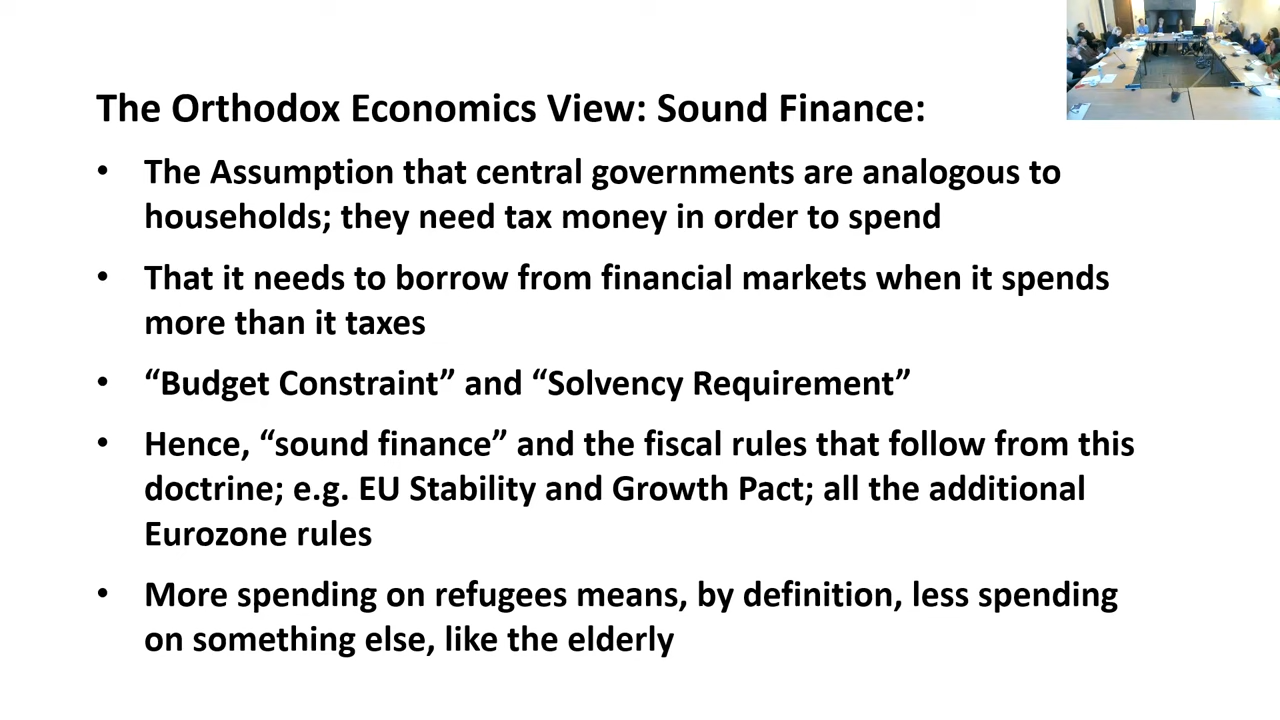 The Orthodox Economics View: Sound Finance:
• The Assumption that central governments are analogous to
households; they need tax money in order to spend
• That it needs to borrow from financial markets when it spends
more than it taxes
• “Budget Constraint” and “Solvency Requirement”
• Hence, “sound finance” and the fiscal rules that follow from this
doctrine; e.g. EU Stability and Growth Pact; all the additional
Eurozone rules
• More spending on refugees means, by definition, less spending
on something else, like the elderly